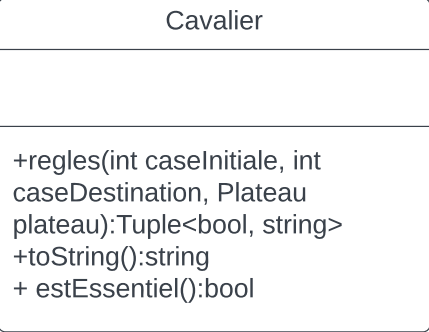 Cavalier
+regles(int caseInitiale, int
caseDestination, Plateau
plateau):Tuple<bool, string>
+toString():string
+ estEssentiel():bool